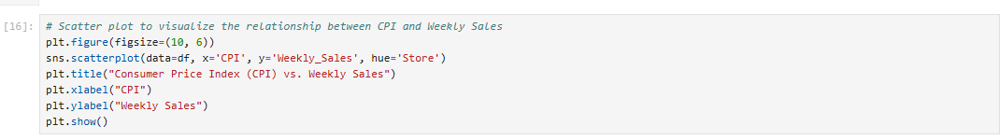 [16]: # Scatter plot to visualize the relationship between CPI and Weekly Sales
plt.figure(figsize=(10, 6))
sns.scatterplot(data=df, x='CPI', y='Weekly_Sales', hue='Store')
plt.title("Consumer Price Index (CPI) vs. Weekly Sales")
plt.xlabel("CPI")
plt.ylabel("Weekly Sales")
plt.show()